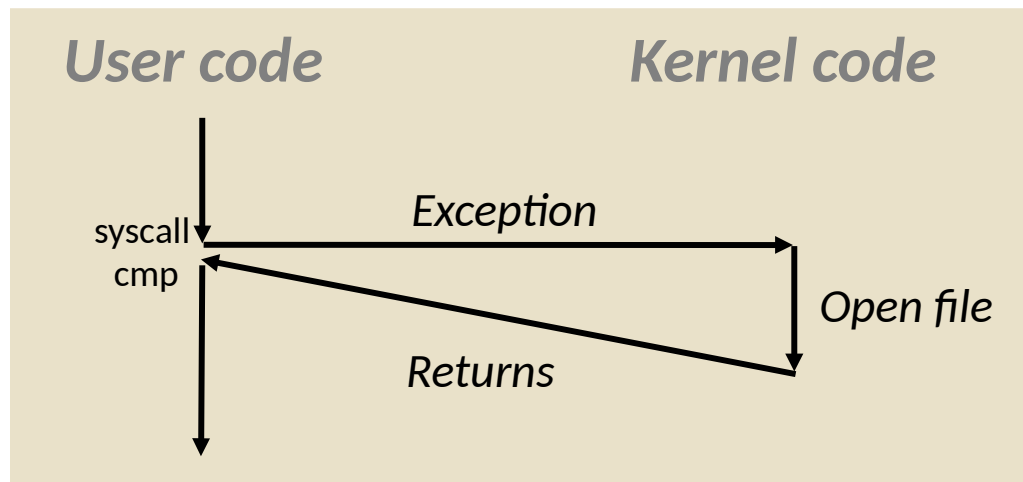 User code
Kernel code
Exception
syscall
cmp
Open file
Returns